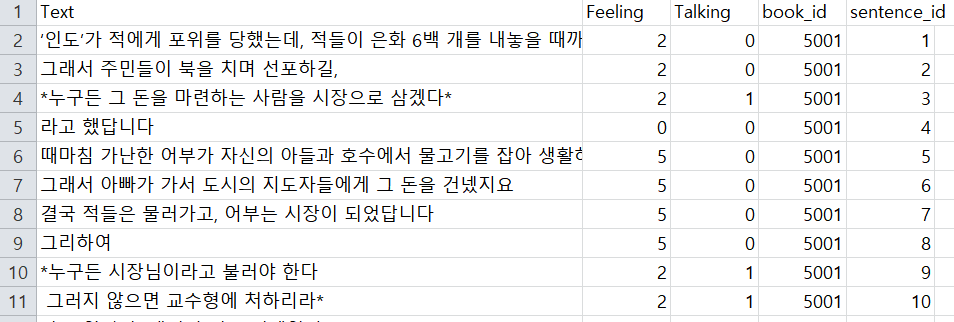 1 Text Feeling Talking book_id sentence_id
2 '인도'가 적에게 포위를 당했는데, 적들이 은화 6백 개를 내놓을 때까 2 0 5001 1
3 그래서 주민들이 북을 치며 선포하길, 2 0 5001 2
4 *누구든 그 돈을 마련하는 사람을 시장으로 삼겠다* 2 1 5001 3
5 라고 했답니다 0 0 5001 4
6 때마침 가난한 어부가 자신의 아들과 호수에서 물고기를 잡아 생활하 5 0 5001 5
7 그래서 아빠가 가서 도시의 지도자들에게 그 돈을 건넸지요 5 0 5001 6
8 결국 적들은 물러가고, 어부는 시장이 되었답니다 5 0 5001 7
9 그리하여 5 0 5001 8
10 *누구든 시장님이라고 불러야 한다 2 1 5001 9
11 그러지 않으면 교수형에 처하리라* 2 1 5001 10